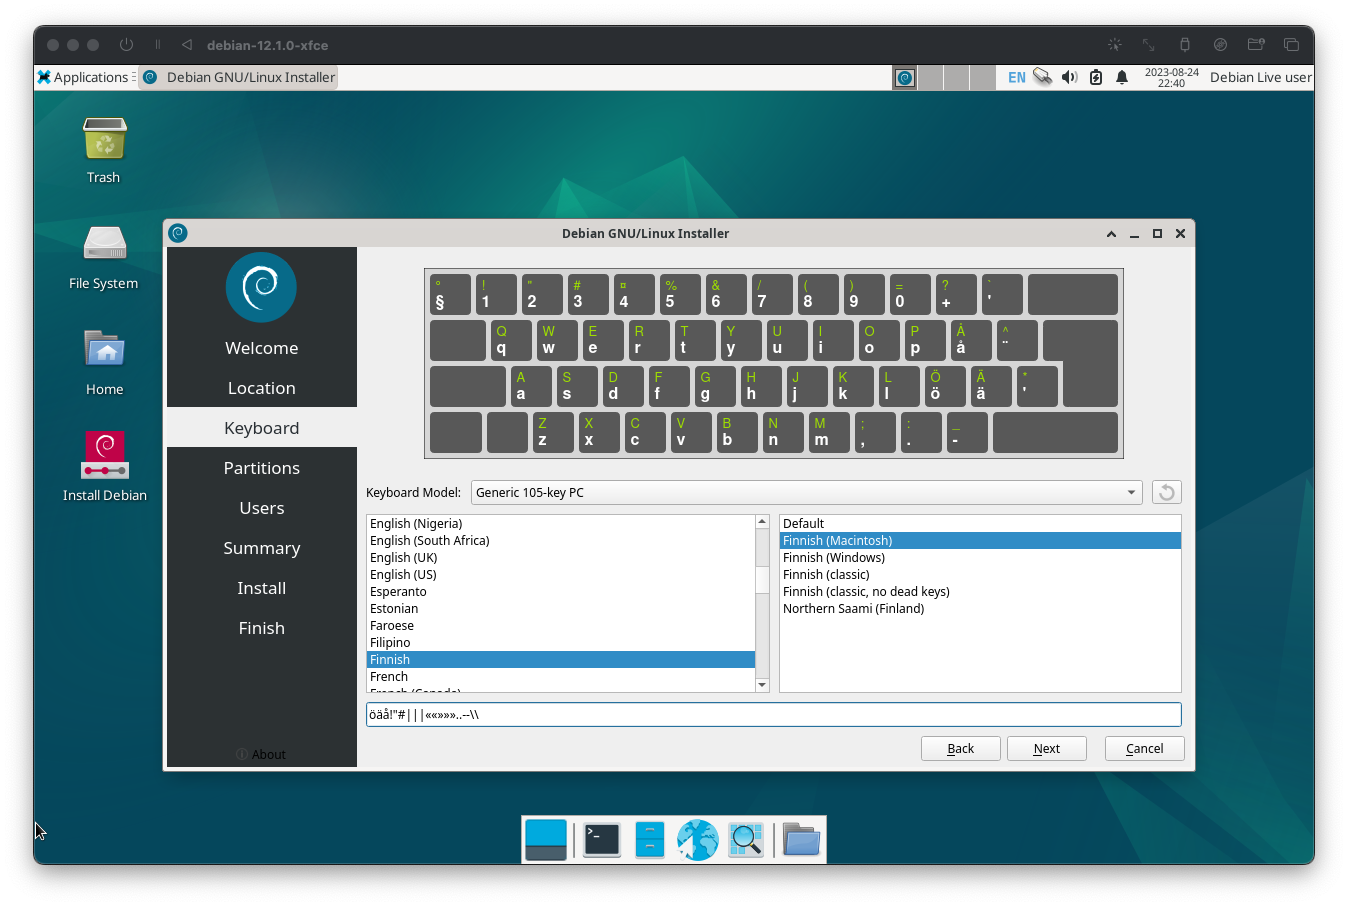 debian-12.1.0-xfce
Applications
Debian GNU/Linux Installer
EN
2023-08-24
22:40
Debian Live user
Trash
File System
Home
Install Debian
Debian GNU/Linux Installer
Welcome
Location
Keyboard
Partitions
Users
Summary
Install
Finish
About
° ! " # ¤ % & / ( ) = ? `
§ 1 2 3 4 5 6 7 8 9 0 + '
Q W E R T Y U I O P Å ^
q w e r t y u i o p å ¨
A S D F G H J K L Ö Ä *
a s d f g h j k l ö ä '
Z X C V B N M ; : _
z x c v b n m , . -
Keyboard Model: Generic 105-key PC
English (Nigeria)
English (South Africa)
English (UK)
English (US)
Esperanto
Estonian
Faroese
Filipino
Finnish
French
French (Canada)
Default
Finnish (Macintosh)
Finnish (Windows)
Finnish (classic)
Finnish (classic, no dead keys)
Northern Saami (Finland)
öäå!"#|||««»»»..--\\
Back
Next
Cancel